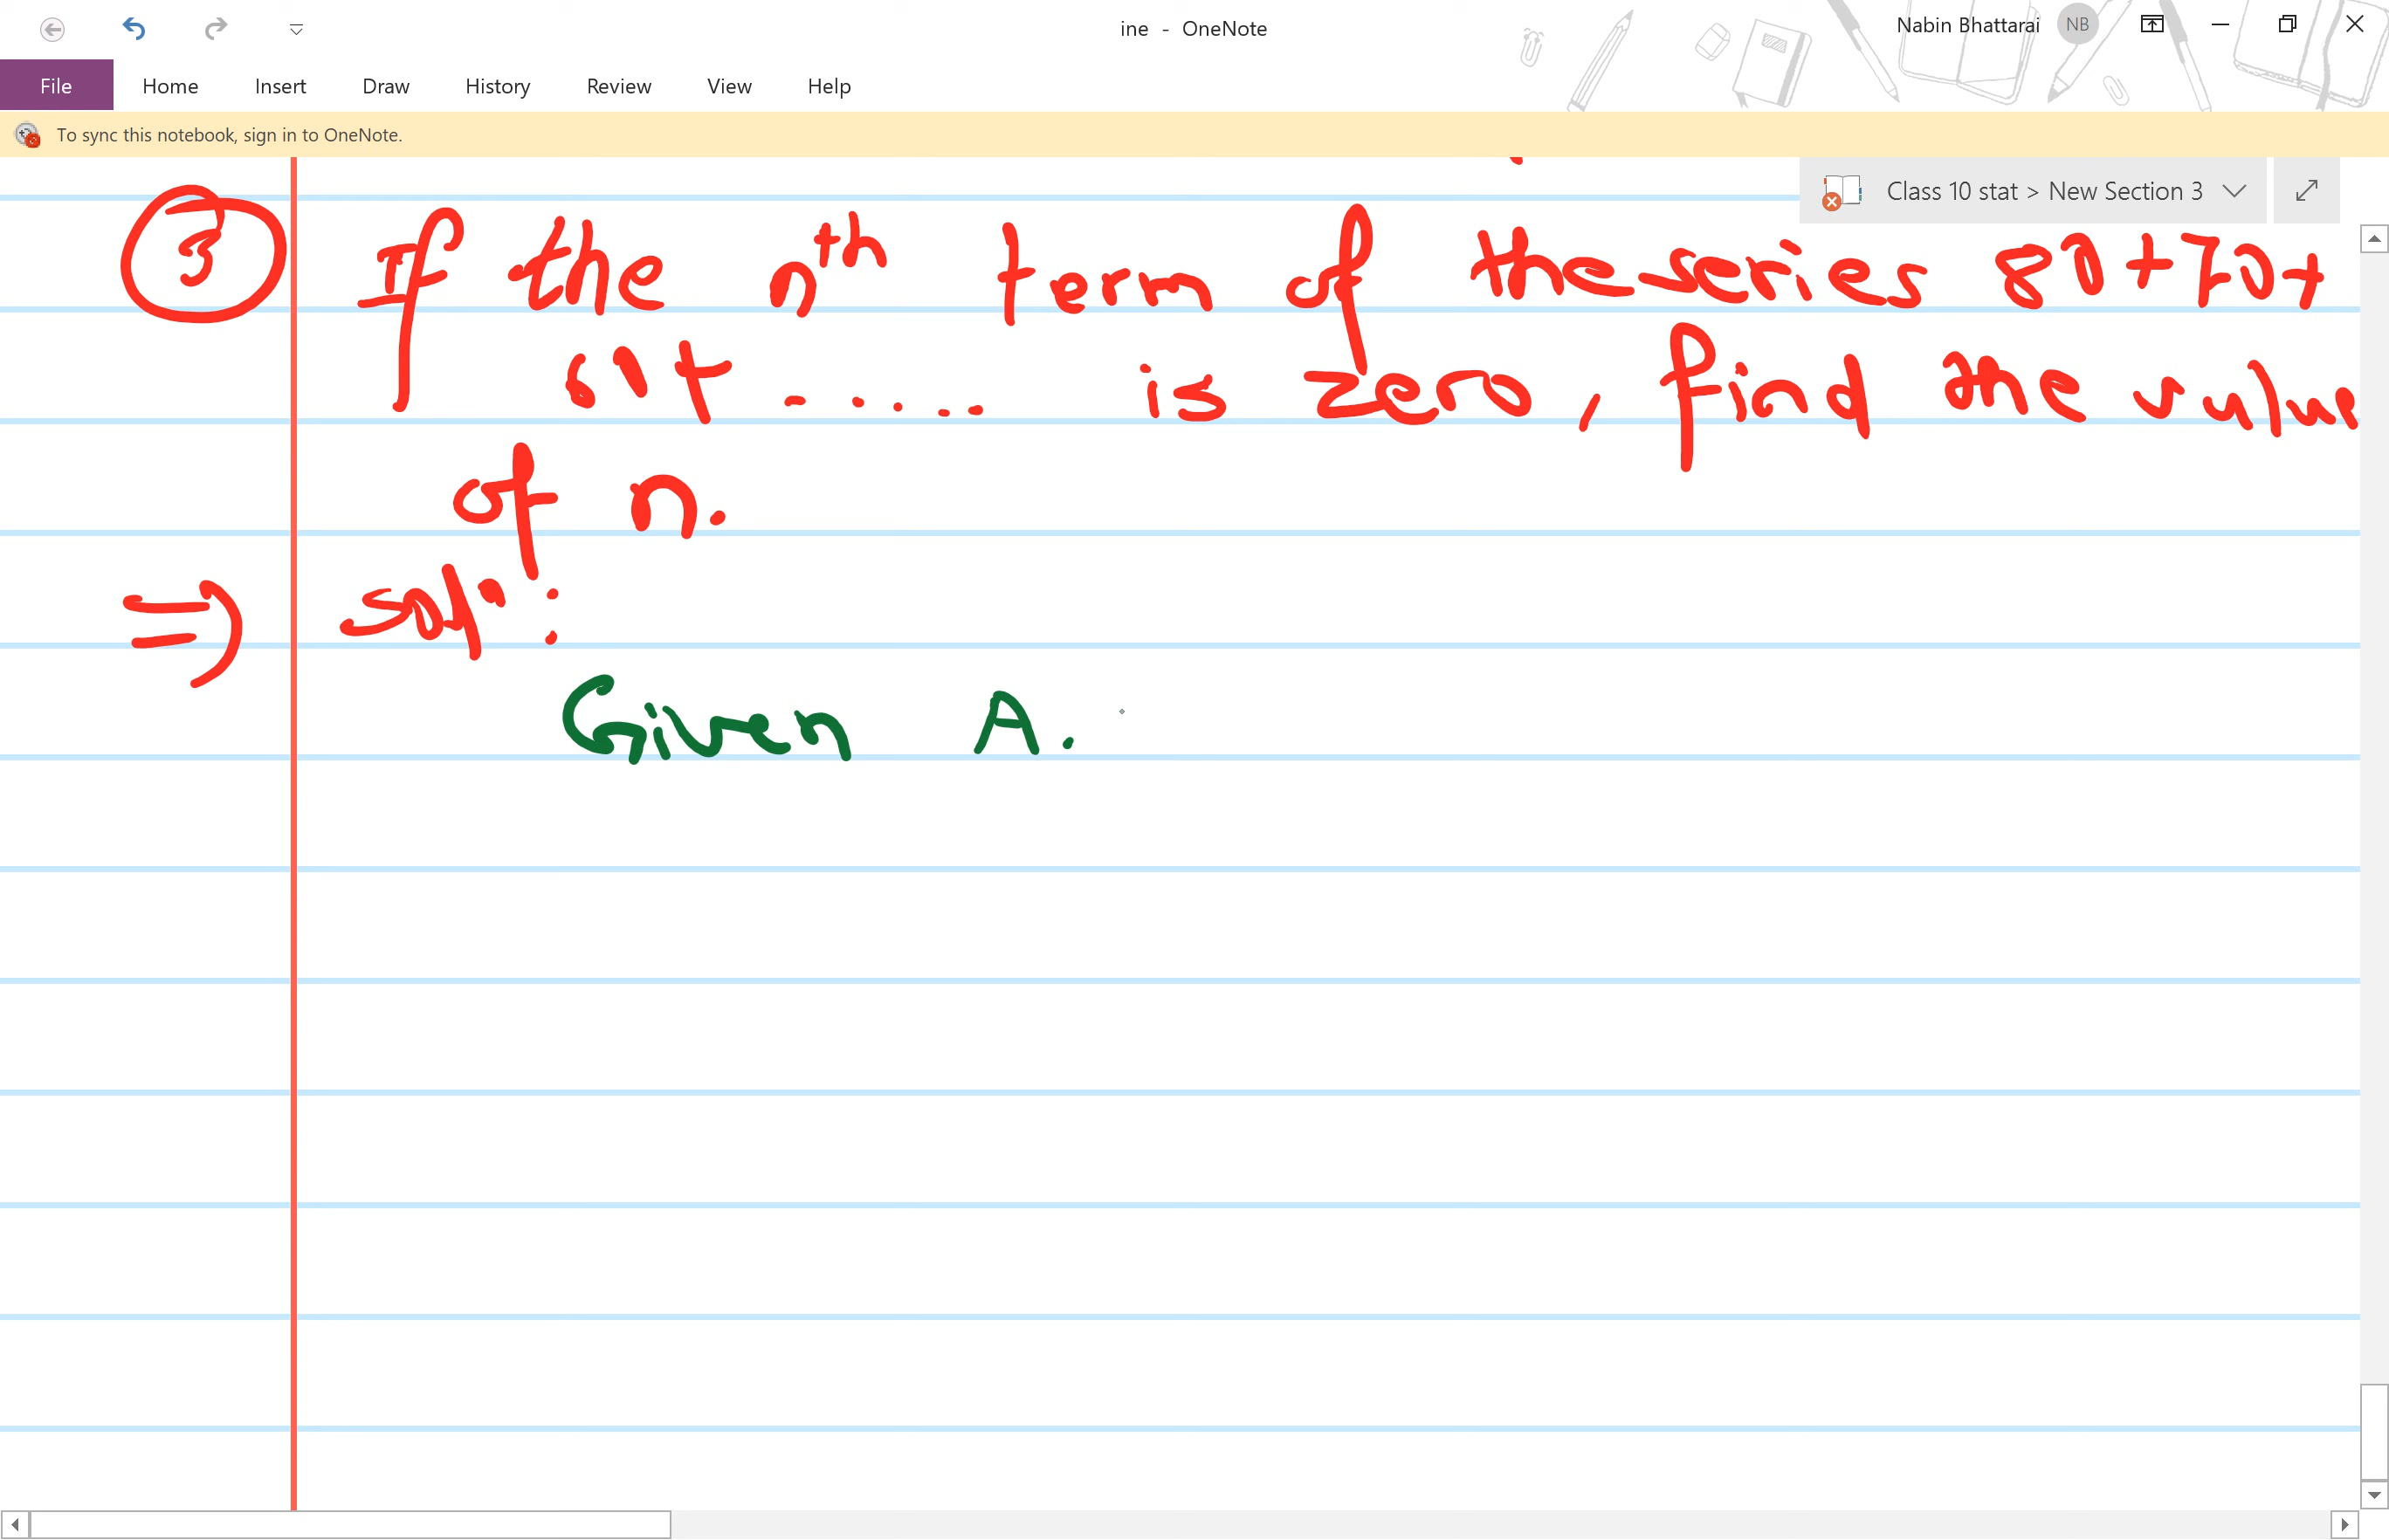 ine - OneNote
Nabin Bhattarai NB
File Home Insert Draw History Review View Help
To sync this notebook, sign in to OneNote.
Class 10 stat > New Section 3
3 If the nth term of the series 80+70+
60+ ..... is zero, find the value
of n.
=> soln:
Given A.